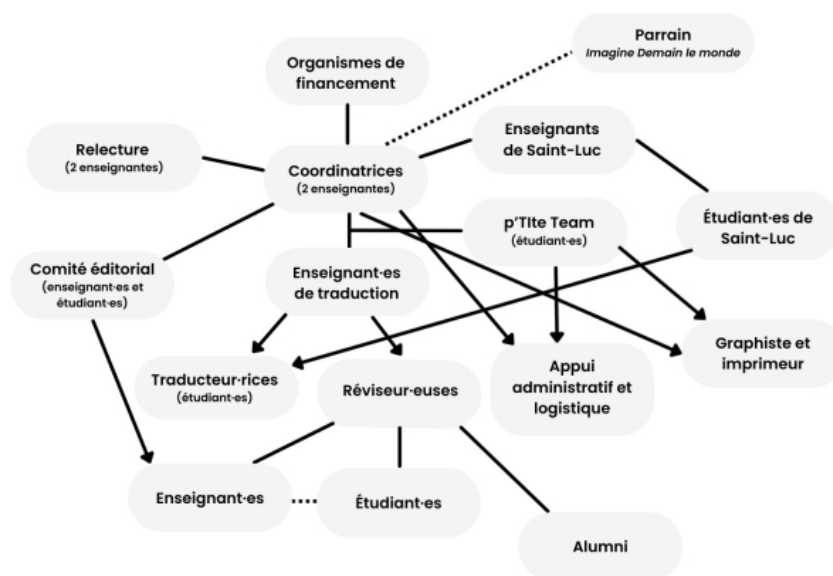 Parrain
Imagine Demain le monde
Organismes de
financement
Enseignants
de Saint-Luc
Relecture
(2 enseignantes)
Coordinatrices
(2 enseignantes)
p'TIte Team
(étudiant·es)
Étudiant·es de
Saint-Luc
Comité éditorial
(enseignant·es et
étudiant·es)
Enseignant·es
de traduction
Graphiste et
imprimeur
Traducteur·rices
(étudiant·es)
Réviseur·euses
Appui
administratif et
logistique
Enseignant·es
Étudiant·es
Alumni